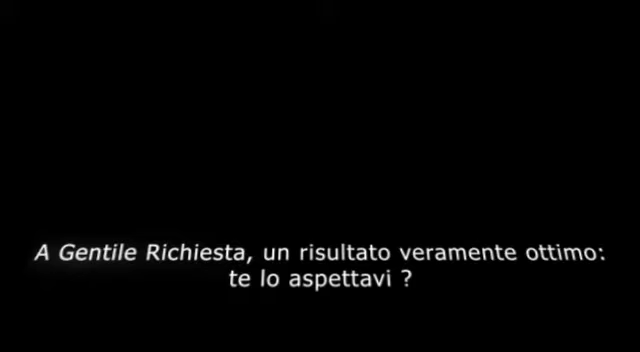 A Gentile Richiesta, un risultato veramente ottimo:
te lo aspettavi ?